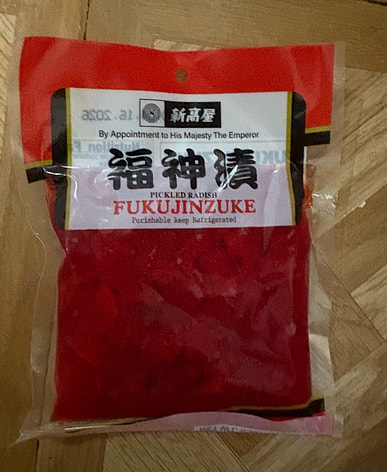 新高屋
By Appointment to His Majesty The Emperor
福神漬
PICKLED RADISH
FUKUJINZUKE
Perishable keep Refrigerated